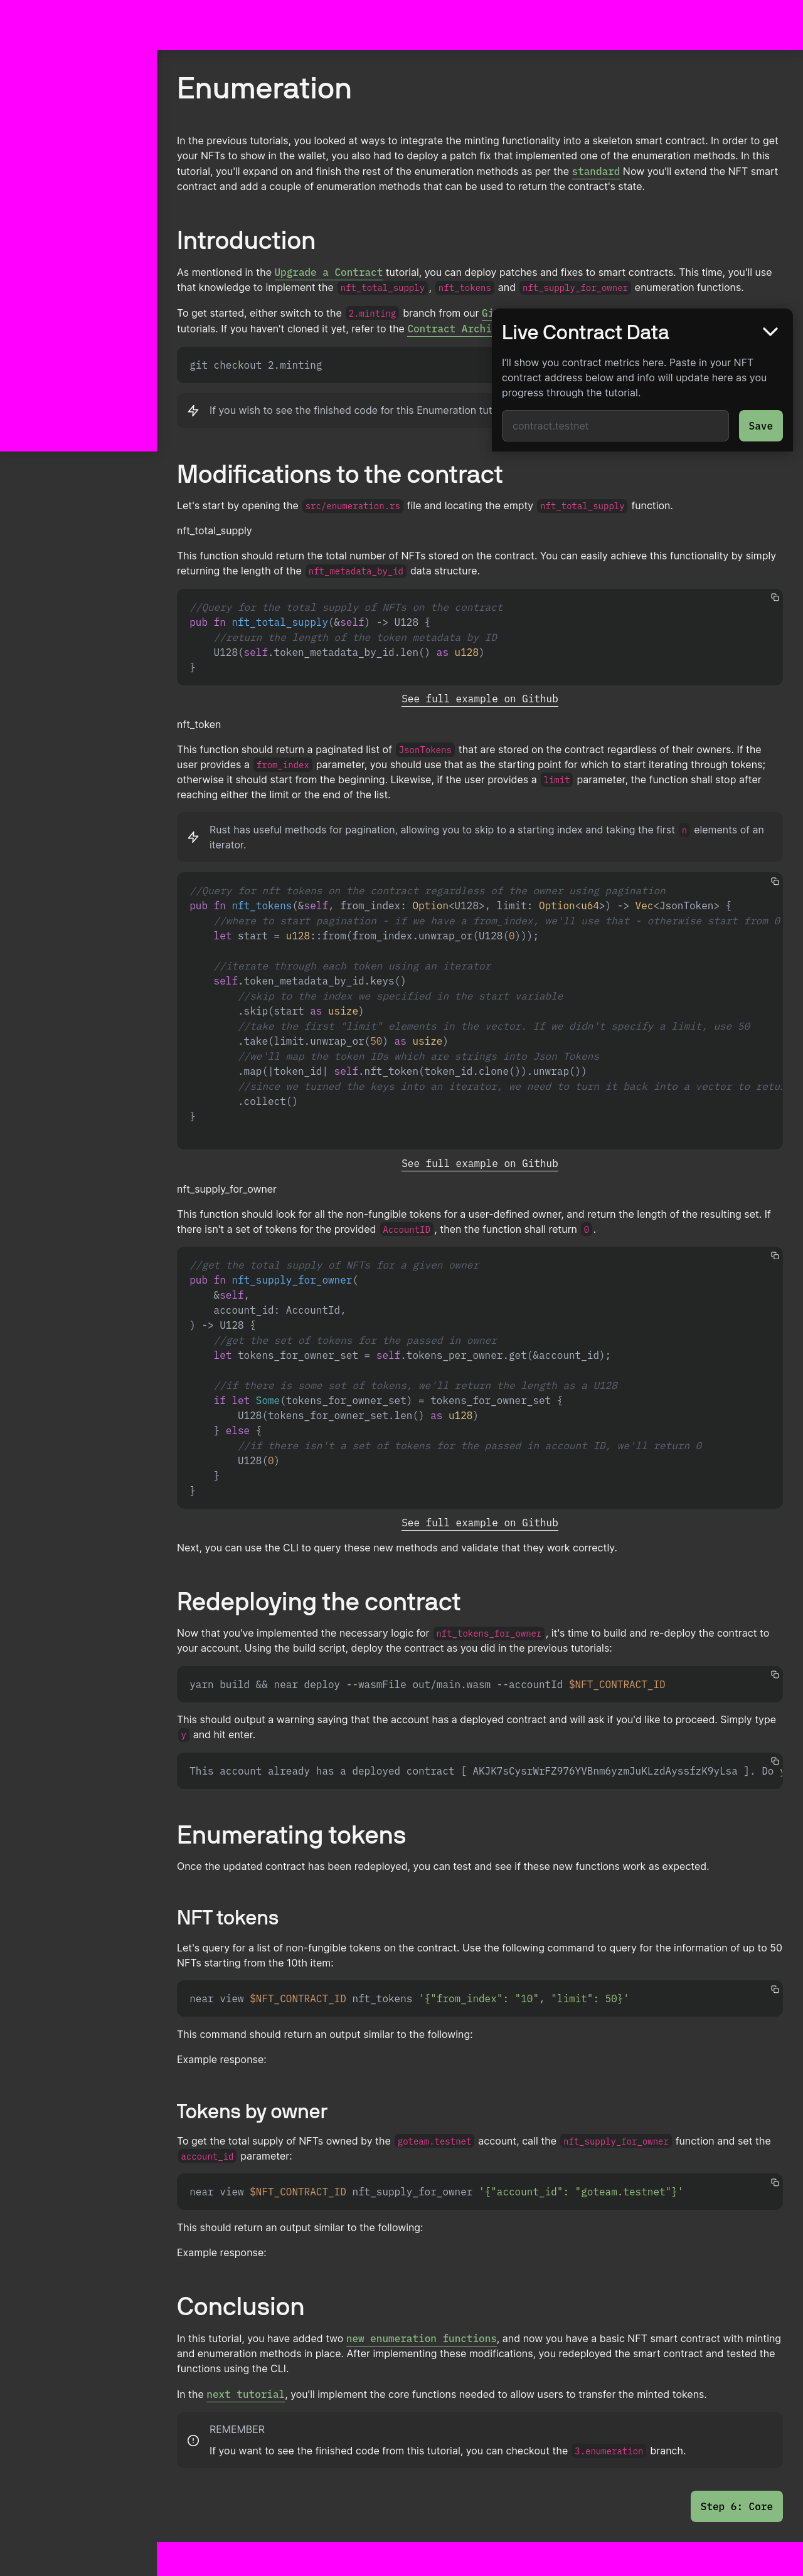 Enumeration
In the previous tutorials, you looked at ways to integrate the minting functionality into a skeleton smart contract. In order to get
your NFTs to show in the wallet, you also had to deploy a patch fix that implemented one of the enumeration methods. In this
tutorial, you'll expand on and finish the rest of the enumeration methods as per the standard Now you'll extend the NFT smart
contract and add a couple of enumeration methods that can be used to return the contract's state.
Introduction
As mentioned in the Upgrade a Contract tutorial, you can deploy patches and fixes to smart contracts. This time, you'll use
that knowledge to implement the nft_total_supply , nft_tokens and nft_supply_for_owner enumeration functions.
To get started, either switch to the 2.minting branch from our
tutorials. If you haven't cloned it yet, refer to the Contract
git checkout 2.minting
If you wish to see the finished code for this Enumeration
Live Contract Data
I'll show you contract metrics here. Paste in your NFT
contract address below and info will update here as you
progress through the tutorial.
contract.testnet
Save
Modifications to the contract
Let's start by opening the src/enumeration.rs file and locating the empty nft_total_supply function.
nft_total_supply
This function should return the total number of NFTs stored on the contract. You can easily achieve this functionality by simply
returning the length of the nft_metadata_by_id data structure.
//Query for the total supply of NFTs on the contract
pub fn nft_total_supply(&self) -> U128 {
//return the length of the token metadata by ID
U128(self.token_metadata_by_id.len() as u128)
}
See full example on Github
nft_token
This function should return a paginated list of JsonTokens that are stored on the contract regardless of their owners. If the
user provides a from_index parameter, you should use that as the starting point for which to start iterating through tokens;
otherwise it should start from the beginning. Likewise, if the user provides a limit parameter, the function shall stop after
reaching either the limit or the end of the list.
Rust has useful methods for pagination, allowing you to skip to a starting index and taking the first n elements of an
iterator.
//Query for nft tokens on the contract regardless of the owner using pagination
pub fn nft_tokens(&self, from_index: Option<U128>, limit: Option<u64>) -> Vec<JsonToken> {
//where to start pagination - if we have a from_index, we'll use that - otherwise start from 0
let start = u128::from(from_index.unwrap_or(U128(0)));
//iterate through each token using an iterator
self.token_metadata_by_id.keys()
//skip to the index we specified in the start variable
.skip(start as usize)
//take the first "limit" elements in the vector. If we didn't specify a limit, use 50
.take(limit.unwrap_or(50) as usize)
//we'll map the token IDs which are strings into Json Tokens
.map(|token_id| self.nft_token(token_id.clone()).unwrap())
//since we turned the keys into an iterator, we need to turn it back into a vector to
.collect()
}
See full example on Github
nft_supply_for_owner
This function should look for all the non-fungible tokens for a user-defined owner, and return the length of the resulting set. If
there isn't a set of tokens for the provided AccountID , then the function shall return 0 .
//get the total supply of NFTs for a given owner
pub fn nft_supply_for_owner(
&self,
account_id: AccountId,
) -> U128 {
//get the set of tokens for the passed in owner
let tokens_for_owner_set = self.tokens_per_owner.get(&account_id);
//if there is some set of tokens, we'll return the length as a U128
if let Some(tokens_for_owner_set) = tokens_for_owner_set {
U128(tokens_for_owner_set.len() as u128)
} else {
//if there isn't a set of tokens for the passed in account ID, we'll return 0
U128(0)
}
}
See full example on Github
Next, you can use the CLI to query these new methods and validate that they work correctly.
Redeploying the contract
Now that you've implemented the necessary logic for nft_tokens_for_owner , it's time to build and re-deploy the contract to
your account. Using the build script, deploy the contract as you did in the previous tutorials:
yarn build && near deploy --wasmFile out/main.wasm --accountId $NFT_CONTRACT_ID
This should output a warning saying that the account has a deployed contract and will ask if you'd like to proceed. Simply type
y and hit enter.
This account already has a deployed contract [ AKJK7sCysrWrFZ976YVBnm6yzmJuKLzdAyssfzK9yLsa ]. Do
Enumerating tokens
Once the updated contract has been redeployed, you can test and see if these new functions work as expected.
NFT tokens
Let's query for a list of non-fungible tokens on the contract. Use the following command to query for the information of up to 50
NFTs starting from the 10th item:
near view $NFT_CONTRACT_ID nft_tokens '{"from_index": "10", "limit": 50}'
This command should return an output similar to the following:
Example response:
Tokens by owner
To get the total supply of NFTs owned by the goteam.testnet account, call the nft_supply_for_owner function and set the
account_id parameter:
near view $NFT_CONTRACT_ID nft_supply_for_owner '{"account_id": "goteam.testnet"}'
This should return an output similar to the following:
Example response:
Conclusion
In this tutorial, you have added two new enumeration functions, and now you have a basic NFT smart contract with minting
and enumeration methods in place. After implementing these modifications, you redeployed the smart contract and tested the
functions using the CLI.
In the next tutorial, you'll implement the core functions needed to allow users to transfer the minted tokens.
REMEMBER
If you want to see the finished code from this tutorial, you can checkout the 3.enumeration branch.
Step 6: Core